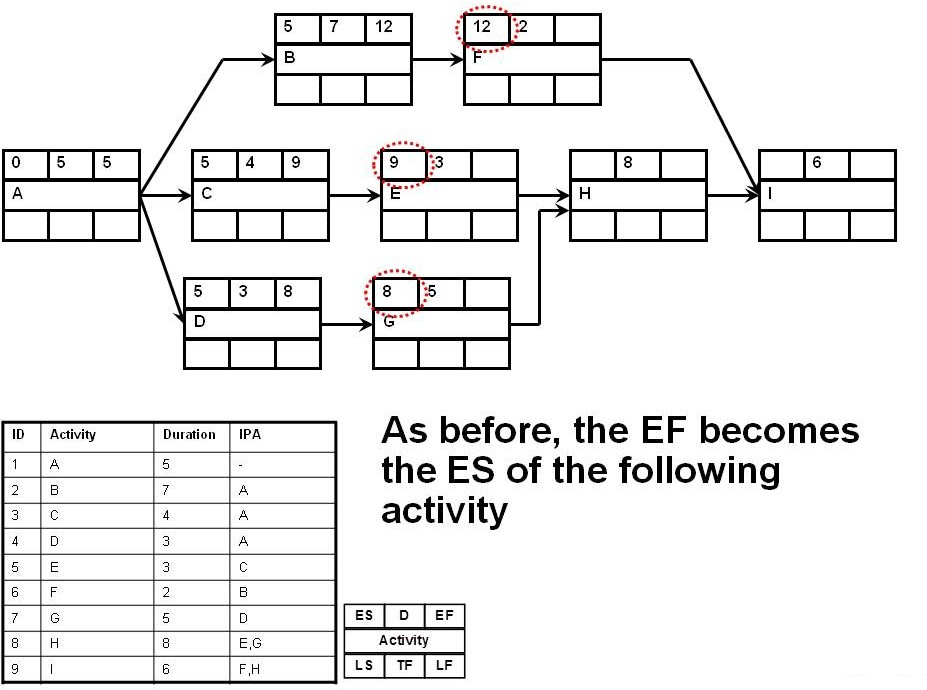 5 7 12
B
12 2
F
0 5 5
A
5 4 9
C
9 3
E
8
H
6
I
5 3 8
D
8 5
G
As before, the EF becomes
the ES of the following
activity
ID Activity Duration IPA
1 A 5 -
2 B 7 A
3 C 4 A
4 D 3 A
5 E 3 C
6 F 2 B
7 G 5 D
8 H 8 E,G
9 I 6 F,H
ES D EF
Activity
LS TF LF